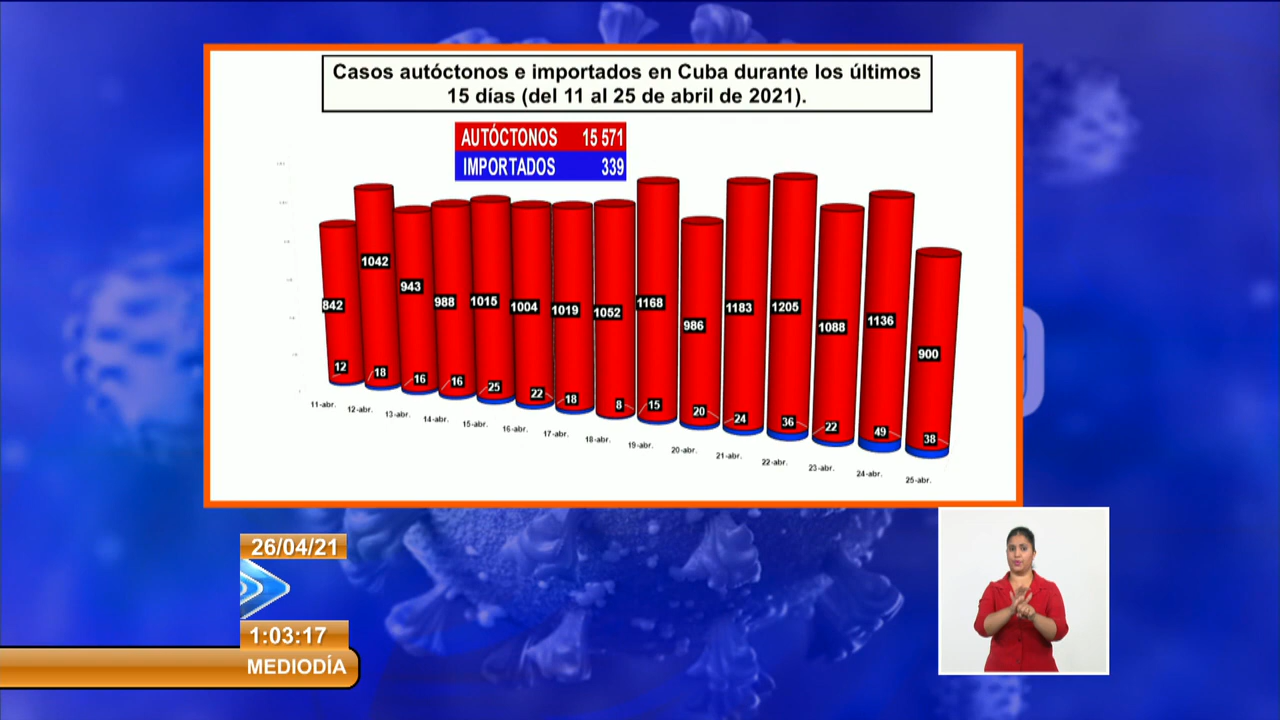 Casos autóctonos e importados en Cuba durante los últimos
15 días (del 11 al 25 de abril de 2021).
AUTÓCTONOS 15 571
IMPORTADOS 339
842 1042 943 988 1015 1004 1019 1052 1168 986 1183 1205 1088 1136 900
12 18 16 16 25 22 18 8 15 20 24 36 22 49 38
11-abr. 12-abr. 13-abr. 14-abr. 15-abr. 16-abr. 17-abr. 18-abr. 19-abr. 20-abr. 21-abr. 22-abr. 23-abr. 24-abr. 25-abr.
26/04/21
1:03:17
MEDIODÍA